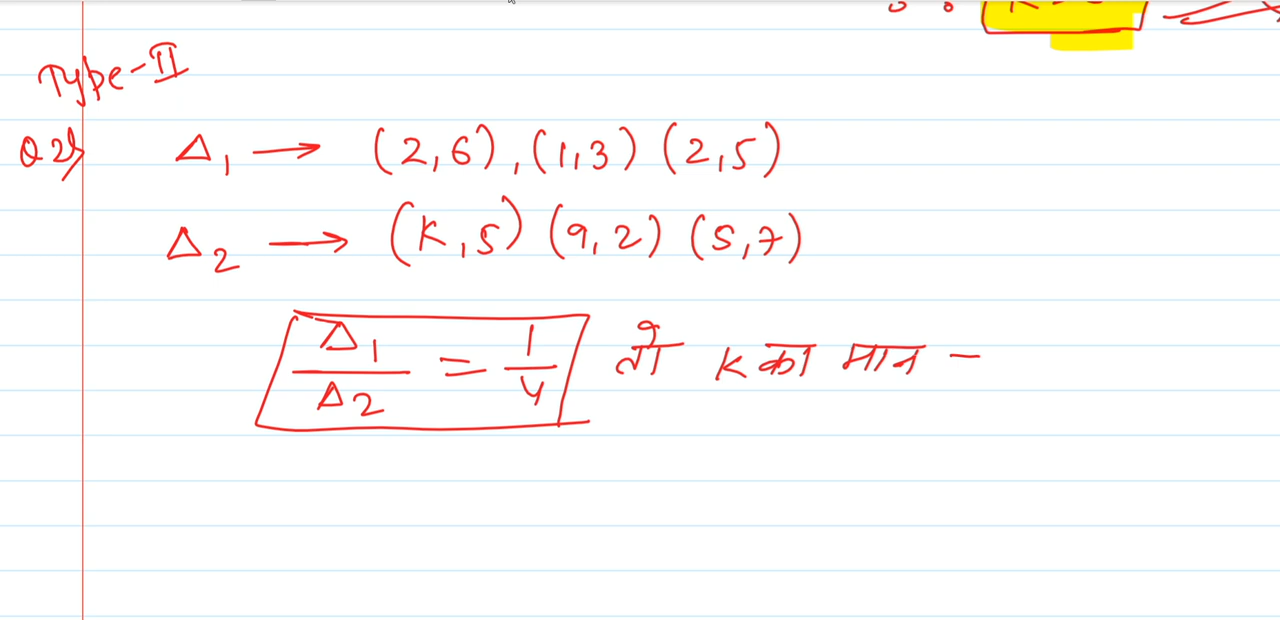 Type-II
Q2) Δ₁ → (2,6), (1,3) (2,5)
Δ₂ → (K,5) (9,2) (5,7)
Δ₁/Δ₂ = 1/4 तो K का मान -